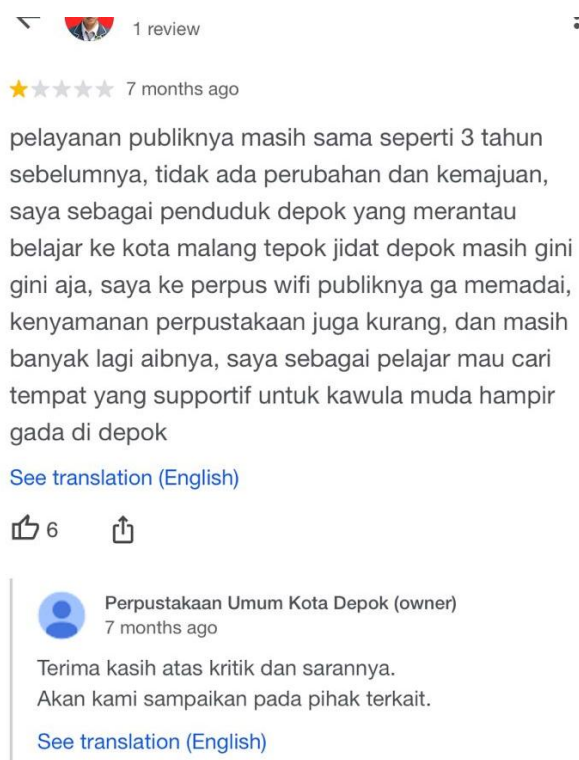 1 review
7 months ago
pelayanan publiknya masih sama seperti 3 tahun
sebelumnya, tidak ada perubahan dan kemajuan,
saya sebagai penduduk depok yang merantau
belajar ke kota malang tepok jidat depok masih gini
gini aja, saya ke perpus wifi publiknya ga memadai,
kenyamanan perpustakaan juga kurang, dan masih
banyak lagi aibnya, saya sebagai pelajar mau cari
tempat yang supportif untuk kawula muda hampir
gada di depok
See translation (English)
6
Perpustakaan Umum Kota Depok (owner)
7 months ago
Terima kasih atas kritik dan sarannya.
Akan kami sampaikan pada pihak terkait.
See translation (English)